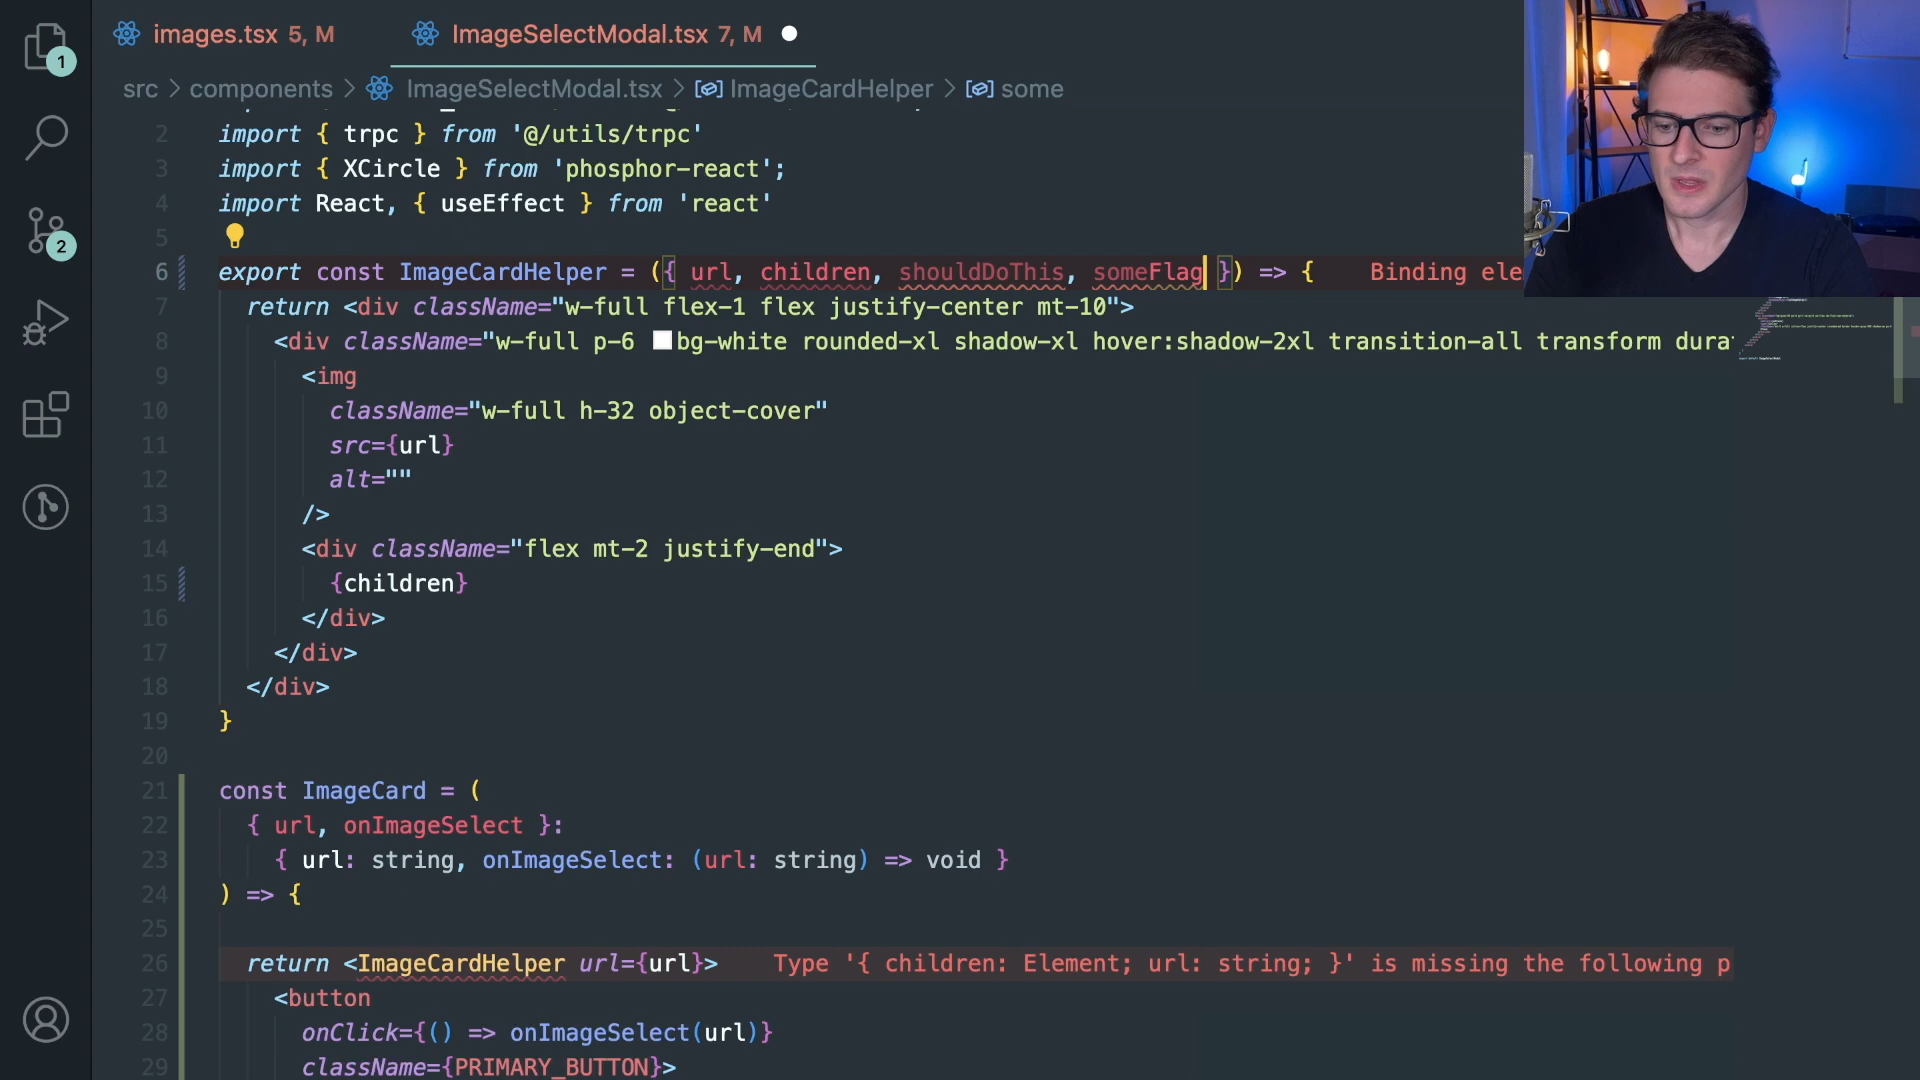 1
2
images.tsx 5, M
ImageSelectModal.tsx 7, M
src > components > ImageSelectModal.tsx > ImageCardHelper > some
2 import { trpc } from '@/utils/trpc'
3 import { XCircle } from 'phosphor-react';
4 import React, { useEffect } from 'react'
5
6 export const ImageCardHelper = ({ url, children, shouldDoThis, someFlag }) => { Binding ele
7 return <div className="w-full flex-1 flex justify-center mt-10">
8 <div className="w-full p-6 bg-white rounded-xl shadow-xl hover:shadow-2xl transition-all transform dura
9 <img
10 className="w-full h-32 object-cover"
11 src={url}
12 alt=""
13 />
14 <div className="flex mt-2 justify-end">
15 {children}
16 </div>
17 </div>
18 </div>
19 }
20
21 const ImageCard = (
22 { url, onImageSelect }:
23 { url: string, onImageSelect: (url: string) => void }
24 ) => {
25
26 return <ImageCardHelper url={url}> Type '{ children: Element; url: string; }' is missing the following p
27 <button
28 onClick={() => onImageSelect(url)}
29 className={PRIMARY_BUTTON}>